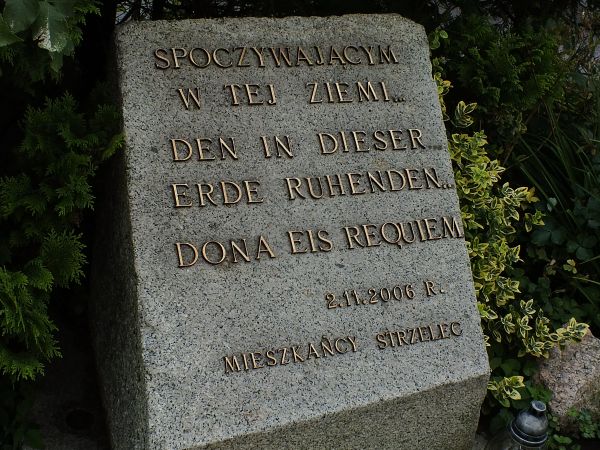 SPOCZYWAJĄCYM
W TEJ ZIEMI...
DEN IN DIESER
ERDE RUHENDEN...
DONA EIS REQUIEM
2.11.2006 R.
MIESZKAŃCY STRZELEC